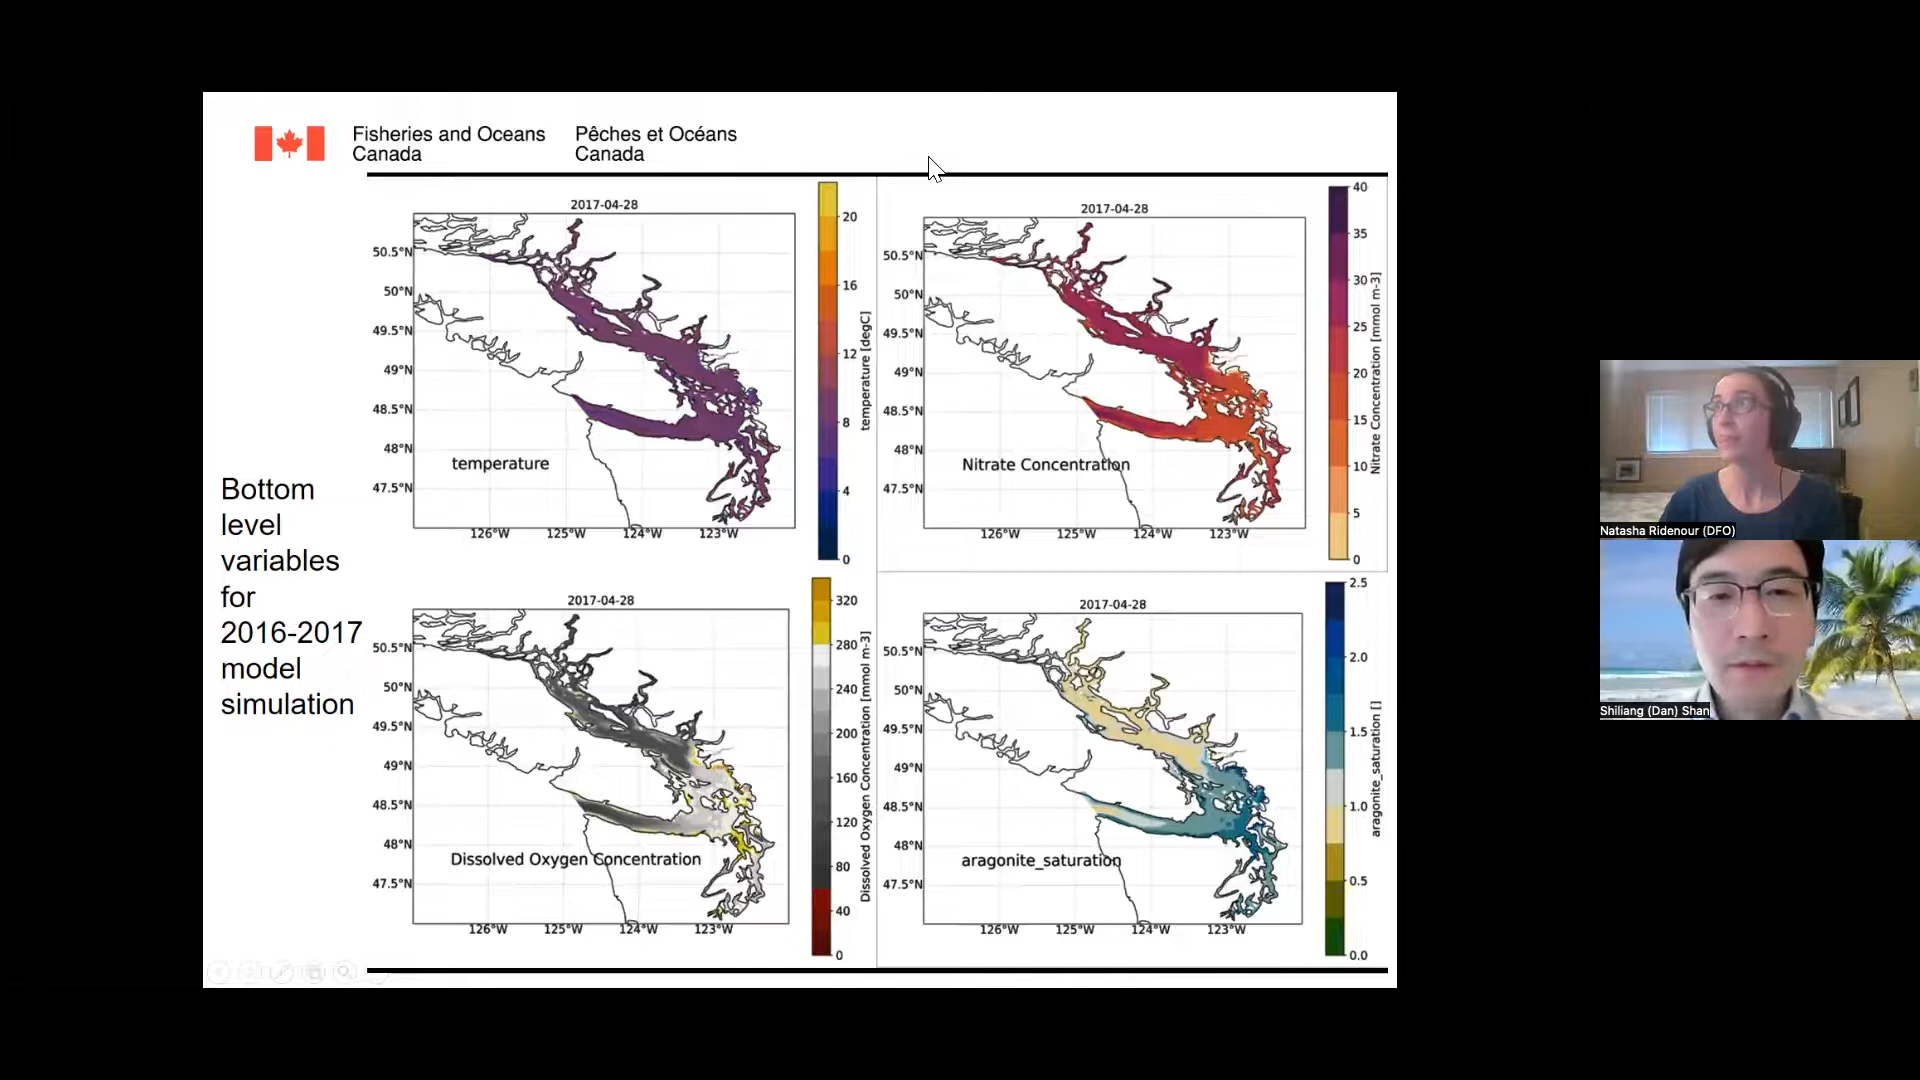 Fisheries and Oceans
Canada
Pêches et Océans
Canada
Bottom
level
variables
for
2016-2017
model
simulation
2017-04-28
50.5°N
50°N
49.5°N
49°N
48.5°N
48°N
47.5°N
126°W 125°W 124°W 123°W
temperature
20
16
12
8
4
0
temperature [degC]
2017-04-28
50.5°N
50°N
49.5°N
49°N
48.5°N
48°N
47.5°N
126°W 125°W 124°W 123°W
Nitrate Concentration
40
35
30
25
20
15
10
5
0
Nitrate Concentration [mmol m-3]
2017-04-28
50.5°N
50°N
49.5°N
49°N
48.5°N
48°N
47.5°N
126°W 125°W 124°W 123°W
Dissolved Oxygen Concentration
320
280
240
200
160
120
80
40
0
Dissolved Oxygen Concentration [mmol m-3]
2017-04-28
50.5°N
50°N
49.5°N
49°N
48.5°N
48°N
47.5°N
126°W 125°W 124°W 123°W
aragonite_saturation
2.5
2.0
1.5
1.0
0.5
0.0
aragonite_saturation []
Natasha Ridenour (DFO)
Shiliang (Dan) Shan